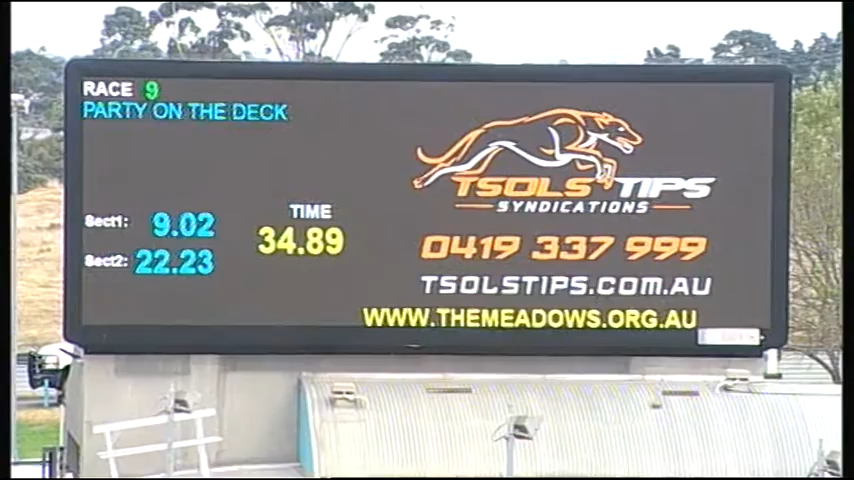 RACE 9
PARTY ON THE DECK
Sect1: 9.02
Sect2: 22.23
TIME
34.89
TSOLS TIPS
SYNDICATIONS
0419 337 999
TSOLSTIPS.COM.AU
WWW.THEMEADOWS.ORG.AU